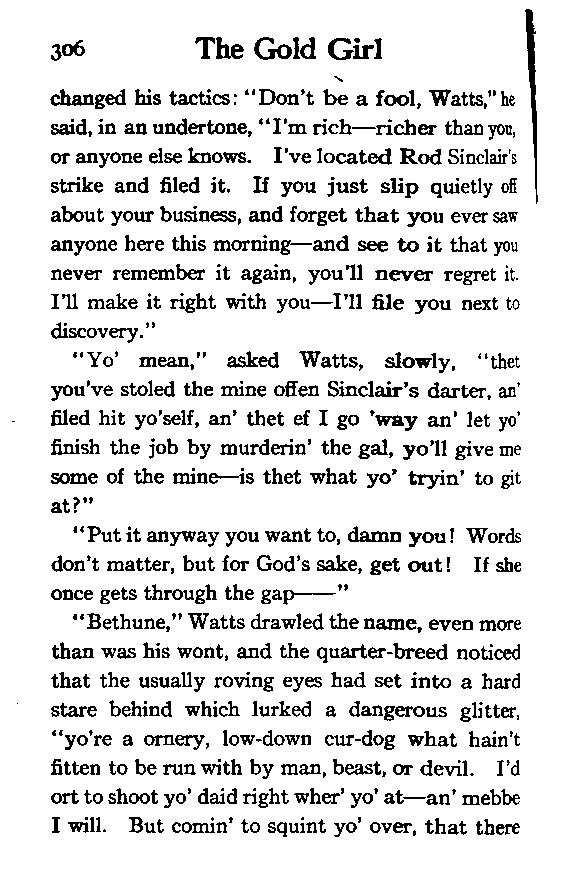 306 The Gold Girl
changed his tactics: "Don't be a fool, Watts," he
said, in an undertone, "I'm rich—richer than you,
or anyone else knows. I've located Rod Sinclair's
strike and filed it. If you just slip quietly off
about your business, and forget that you ever saw
anyone here this morning—and see to it that you
never remember it again, you'll never regret it.
I'll make it right with you—I'll file you next to
discovery."
"Yo' mean," asked Watts, slowly, "thet
you've stoled the mine offen Sinclair's darter, an'
filed hit yo'self, an' thet ef I go 'way an' let yo'
finish the job by murderin' the gal, yo'll give me
some of the mine—is thet what yo' tryin' to git
at?"
"Put it anyway you want to, damn you! Words
don't matter, but for God's sake, get out! If she
once gets through the gap——"
"Bethune," Watts drawled the name, even more
than was his wont, and the quarter-breed noticed
that the usually roving eyes had set into a hard
stare behind which lurked a dangerous glitter,
"yo're a ornery, low-down cur-dog what hain't
fitten to be run with by man, beast, or devil. I'd
ort to shoot yo' daid right wher' yo' at—an' mebbe
I will. But comin' to squint yo' over, that there